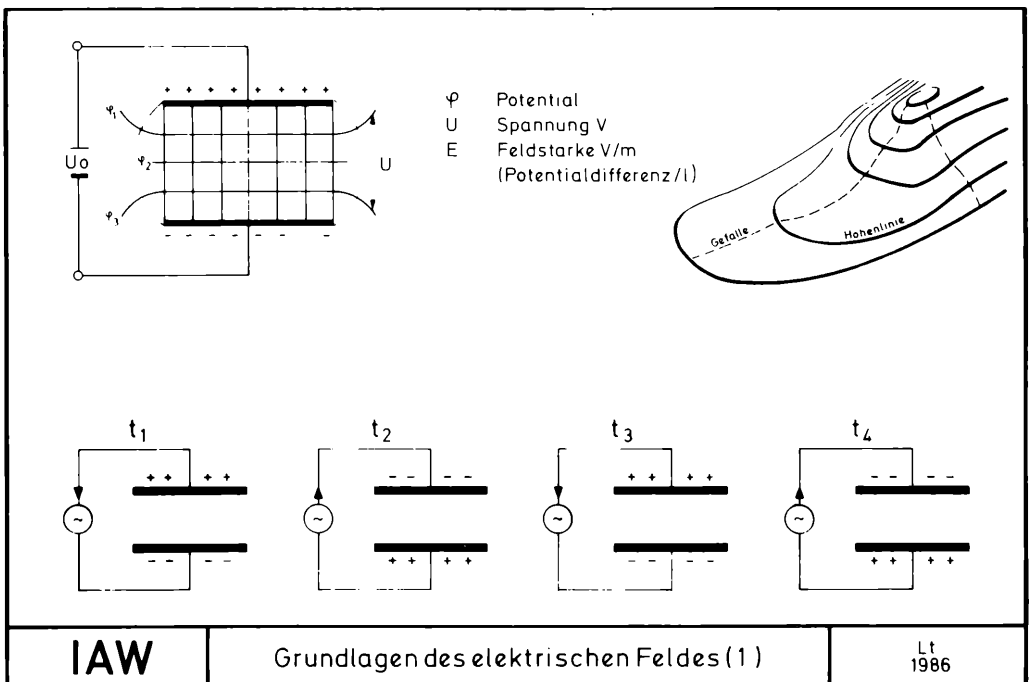 + + + + + + + +
φ1
φ2
φ3
Uo
U
- - - - - - -
φ Potential
U Spannung V
E Feldstarke V/m
(Potentialdifferenz/l)
Gefalle
Hohenlinie
t1
t2
t3
t4
+ + + +
- - - -
+ + + +
- - - -
~
~
~
~
- - - -
+ + + +
- - - -
+ + + +
IAW
Grundlagen des elektrischen Feldes (1)
Lt
1986